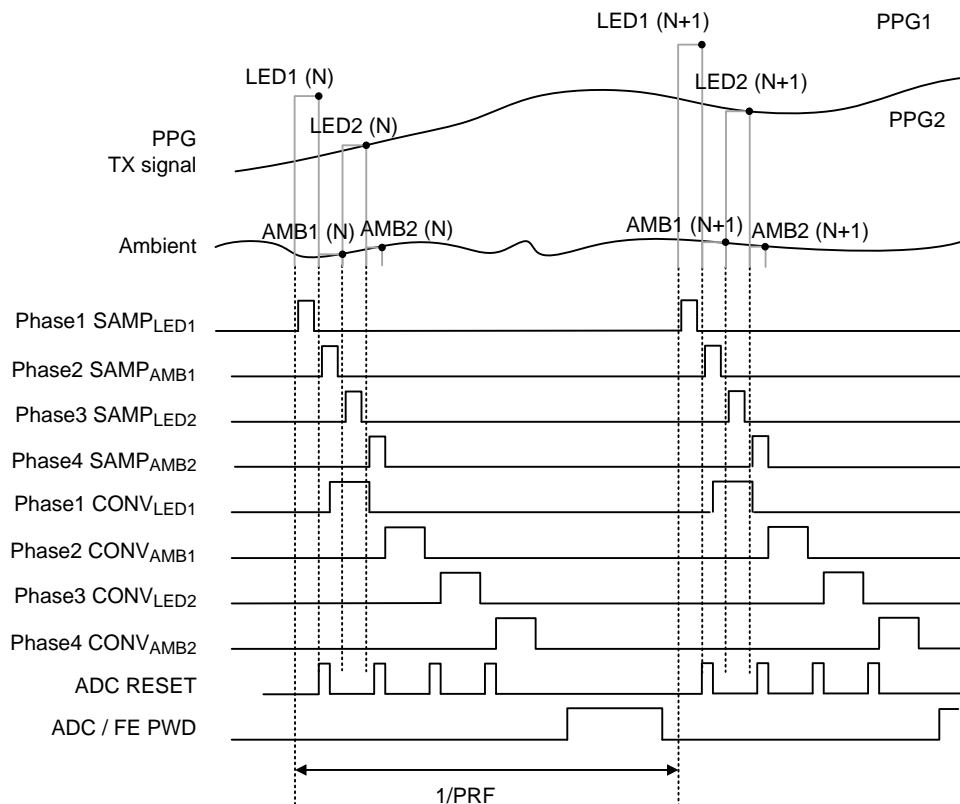 LED1 (N+1)
PPG1
LED1 (N)
LED2 (N+1)
LED2 (N)
PPG2
PPG
TX signal
AMB1 (N)
AMB2 (N)
AMB1 (N+1)
AMB2 (N+1)
Ambient
Phase1 SAMPLED1
Phase2 SAMPAMB1
Phase3 SAMPLED2
Phase4 SAMPAMB2
Phase1 CONVLED1
Phase2 CONVAMB1
Phase3 CONVLED2
Phase4 CONVAMB2
ADC RESET
ADC / FE PWD
1/PRF